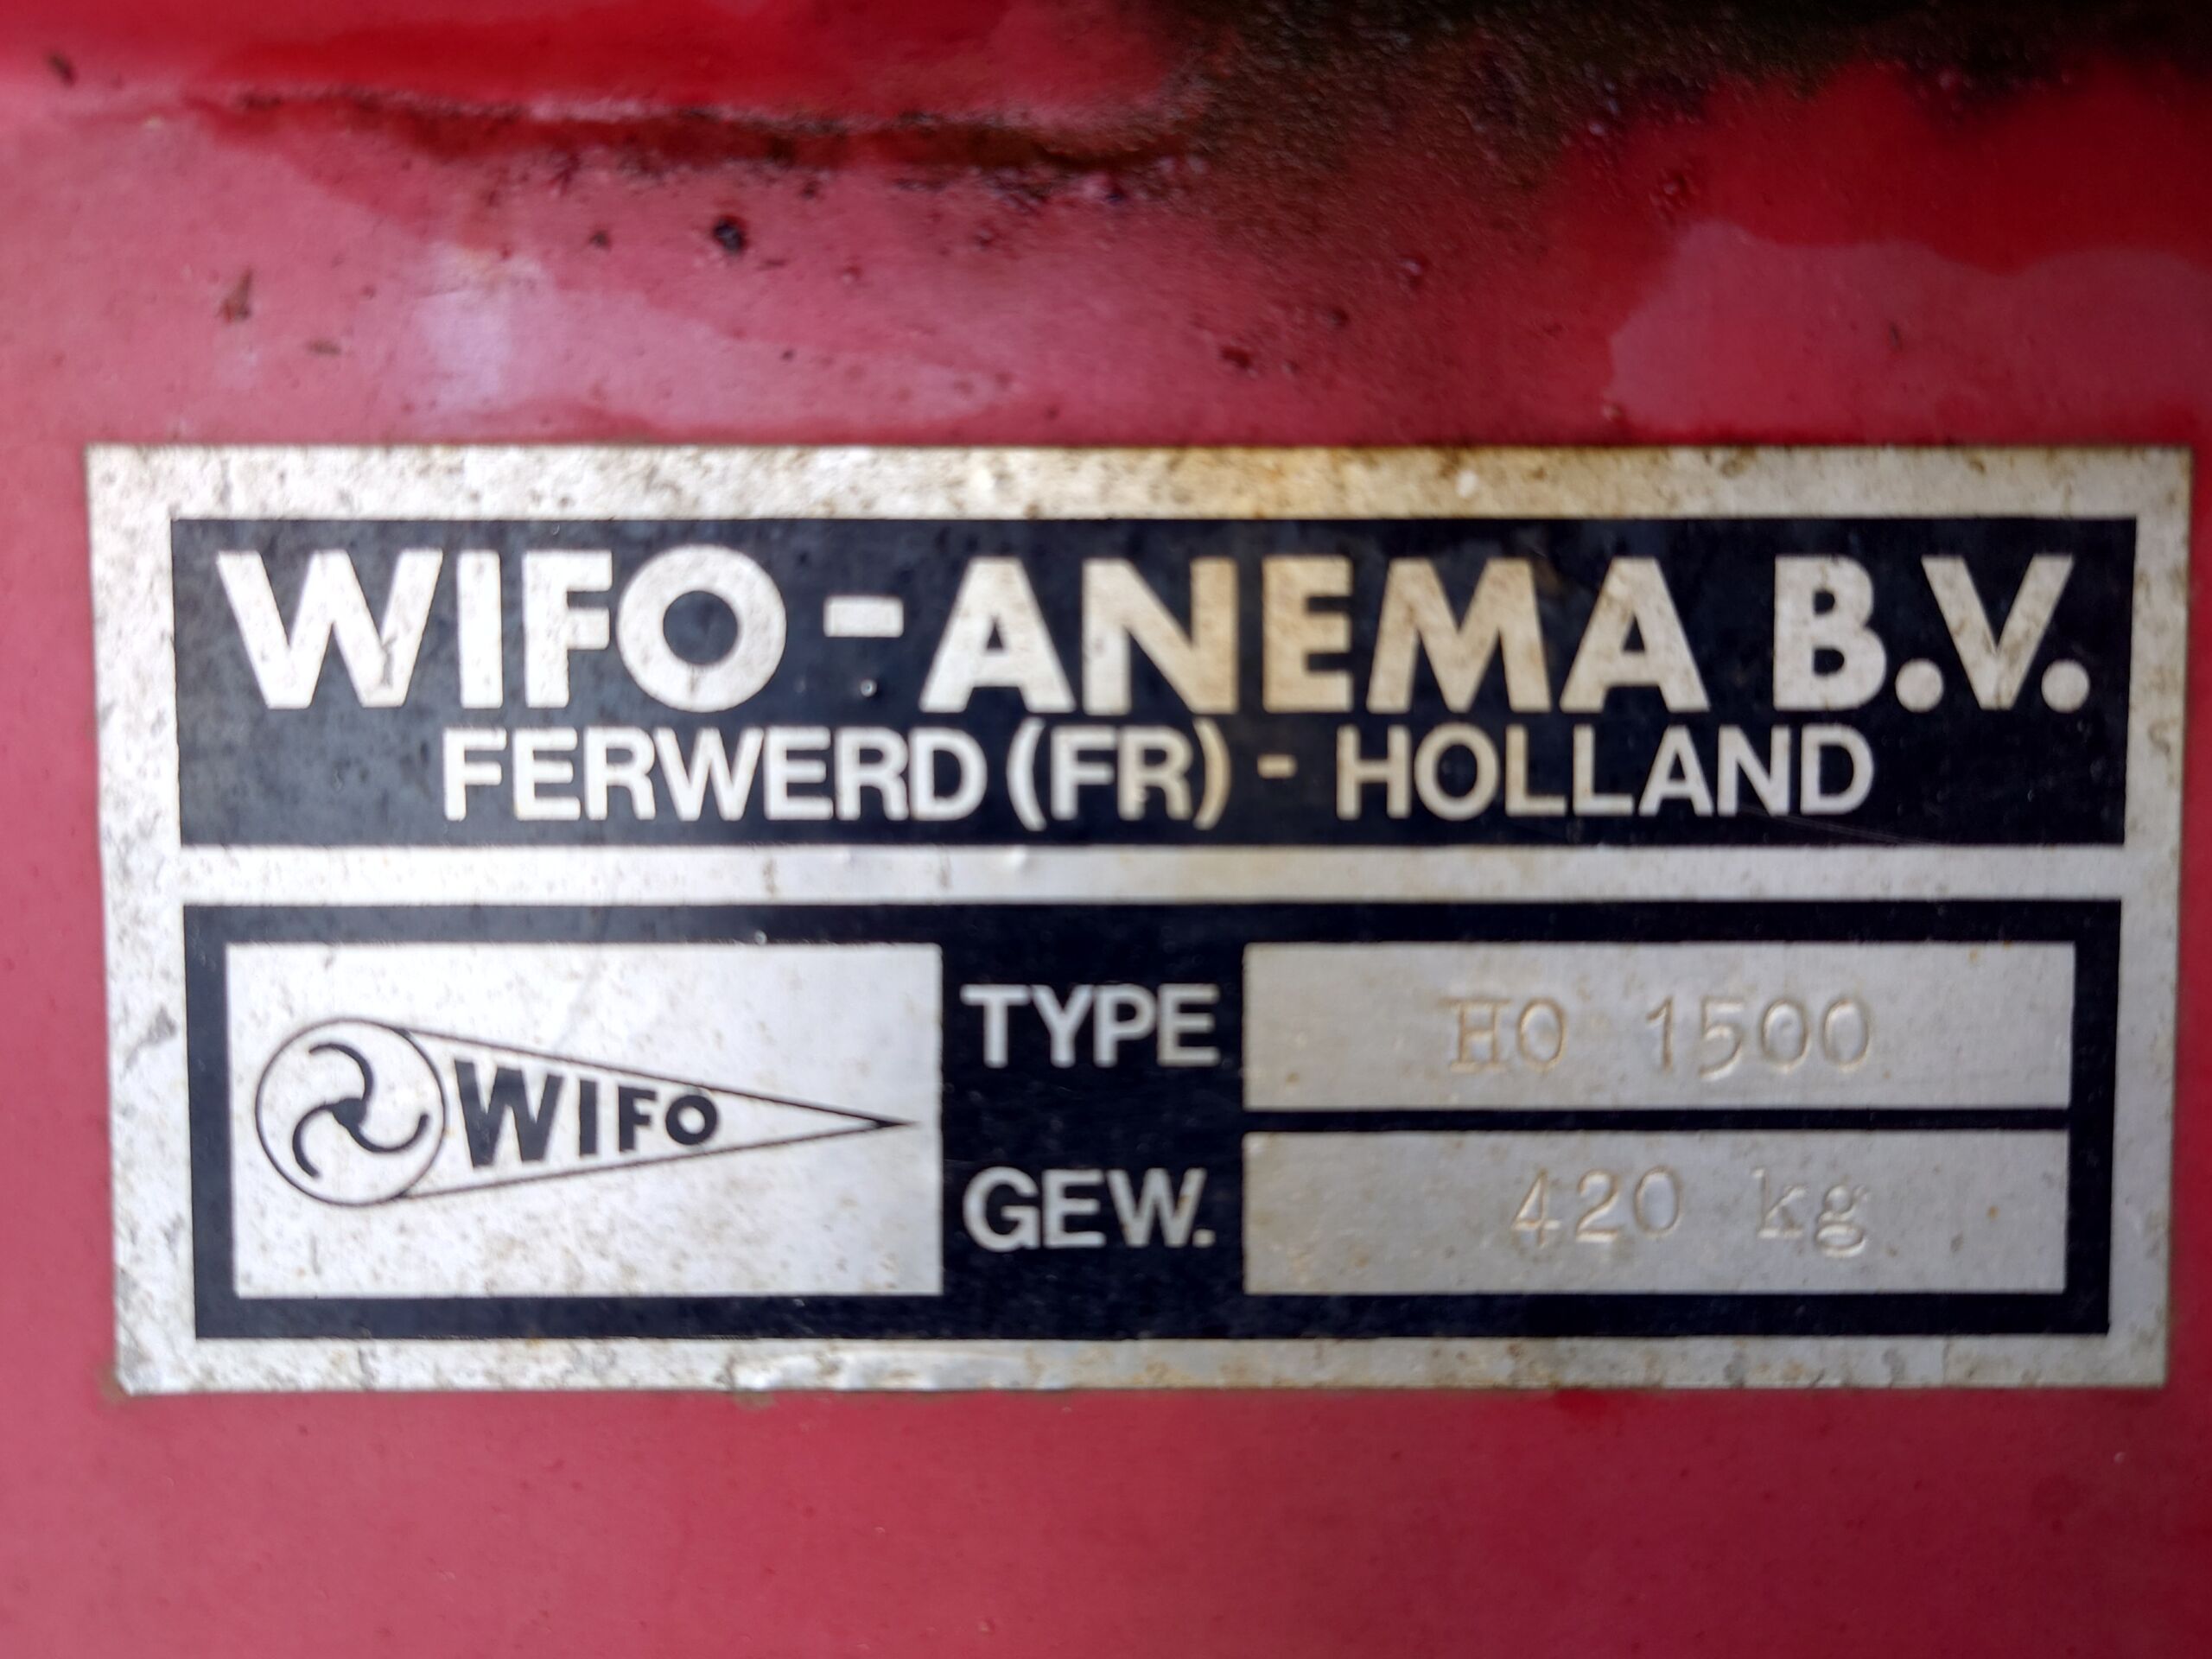 WIFO - ANEMA B.V.
FERWERD (FR) - HOLLAND
WIFO
TYPE HO 1500
GEW. 420 kg